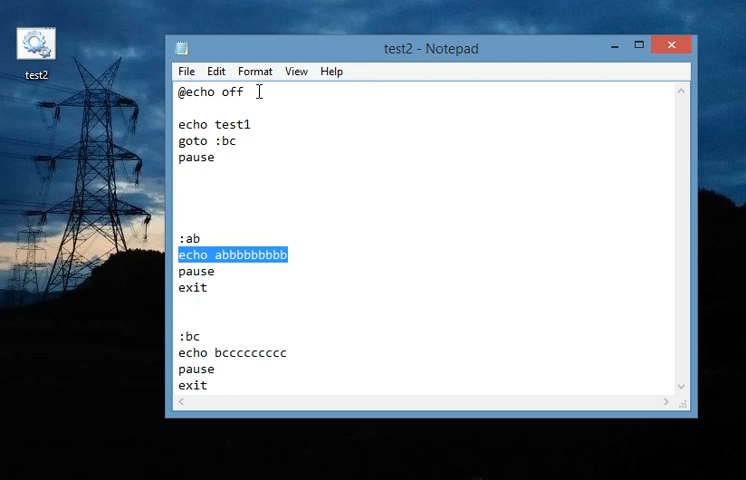 test2
test2 - Notepad
File Edit Format View Help
@echo off
echo test1
goto :bc
pause
:ab
echo abbbbbbbbb
pause
exit
:bc
echo bccccccccc
pause
exit